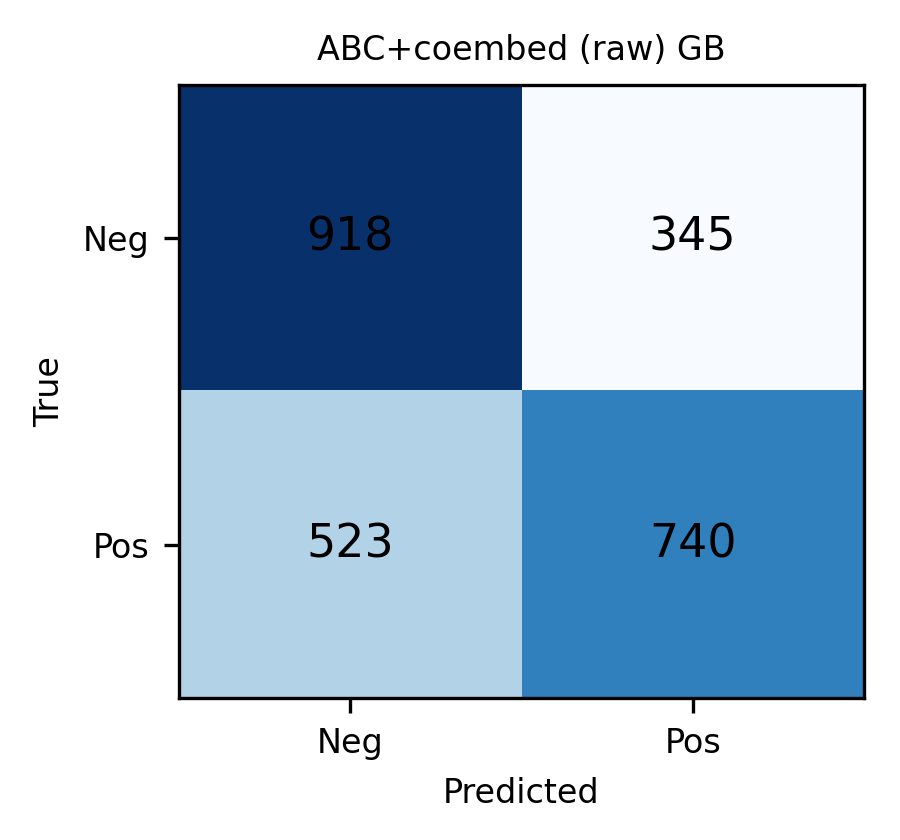 ABC+coembed (raw) GB
Neg
918
345
True
Pos
523
740
Neg
Pos
Predicted